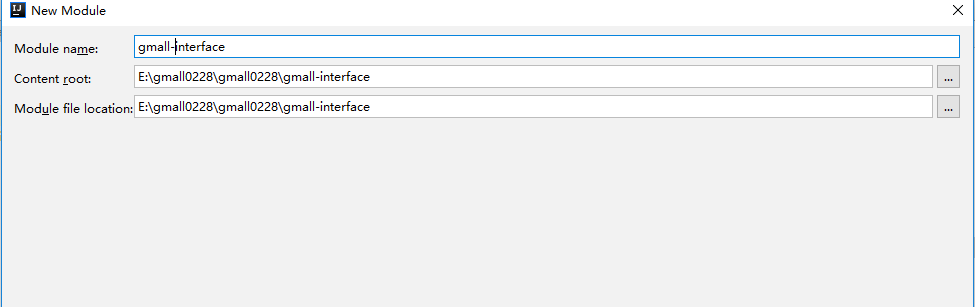 New Module
Module name: gmall-interface
Content root: E:\gmall0228\gmall0228\gmall-interface ...
Module file location: E:\gmall0228\gmall0228\gmall-interface ...